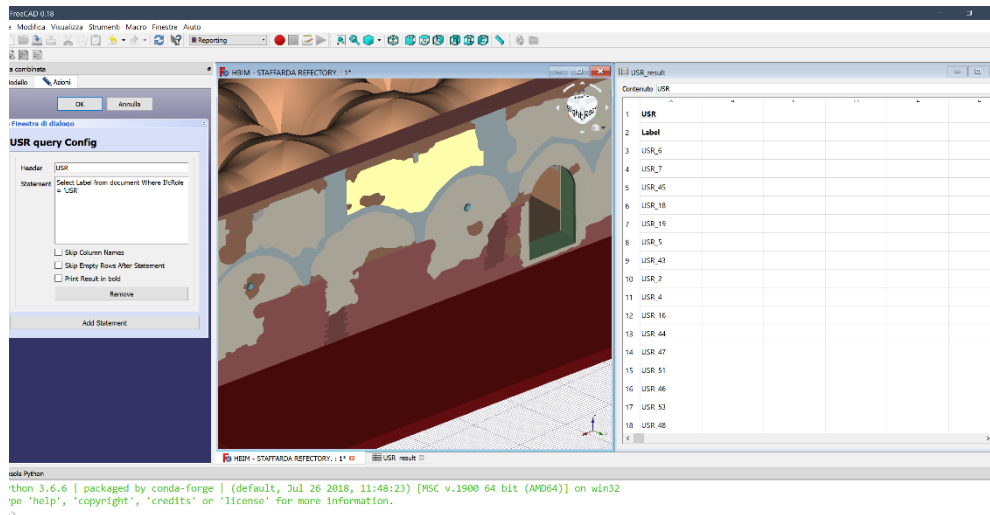 FreeCAD 0.18
Modifica Visualizza Strumenti Macro Finestre Aiuto
Reporting
combinata
Azioni
OK Annulla
Finestra di dialogo
USR query Config
Header USR
Statement Select Label from document Where IfcRole
= 'USR'
Skip Column Names
Skip Empty Rows After Statement
Print Result in bold
Remove
Add Statement
HBIM - STAFFARDA REFECTORY. : 1*
USR_result
Contenuto USR
1 USR
2 Label
3 USR_6
4 USR_7
5 USR_45
6 USR_18
7 USR_19
8 USR_5
9 USR_43
10 USR_2
11 USR_4
12 USR_16
13 USR_44
14 USR_47
15 USR_51
16 USR_46
17 USR_53
18 USR_48
HBIM - STAFFARDA REFECTORY. : 1*
USR_result
Python
thon 3.6.6 | packaged by conda-forge | (default, Jul 26 2018, 11:48:23) [MSC v.1900 64 bit (AMD64)] on win32
pe 'help', 'copyright', 'credits' or 'license' for more information.